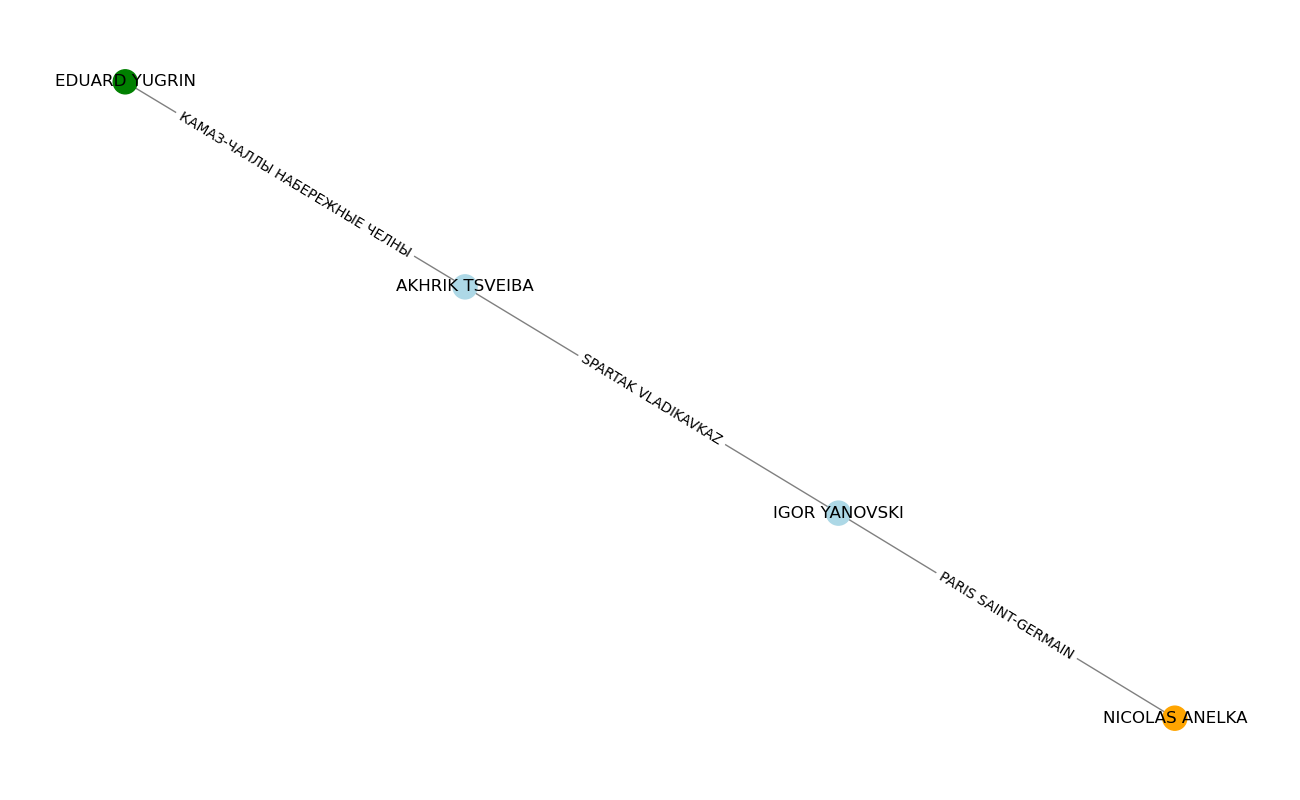 EDUARD YUGRIN
КАМАЗ-ЧАЛЛЫ НАБЕРЕЖНЫЕ ЧЕЛНЫ
AKHRIK TSVEIBA
SPARTAK VLADIKAVKAZ
IGOR YANOVSKI
PARIS SAINT-GERMAIN
NICOLAS ANELKA